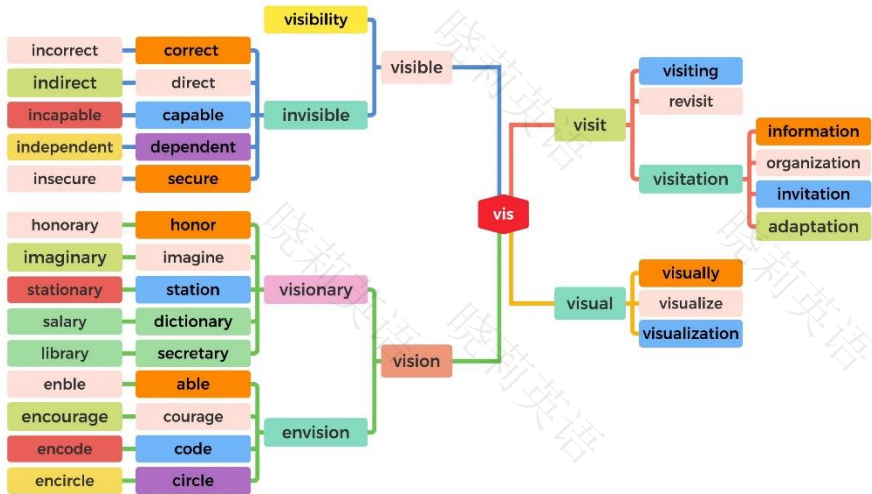 visibility
visible
incorrect
correct
indirect
direct
incapable
capable
invisible
independent
dependent
insecure
secure
honorary
honor
imaginary
imagine
stationary
station
visionary
salary
dictionary
library
secretary
vision
enble
able
encourage
courage
envision
encode
code
encircle
circle
vis
visit
visiting
revisit
visitation
information
organization
invitation
adaptation
visual
visually
visualize
visualization
晓莉英语
晓莉英语
晓莉英语
晓莉英语